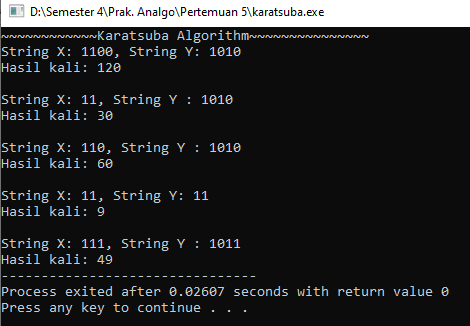 D:\Semester 4\Prak. Analgo\Pertemuan 5\karatsuba.exe
~~~~~~~~~~~~Karatsuba Algorithm~~~~~~~~~~~~~~~
String X: 1100, String Y: 1010
Hasil kali: 120
String X: 11, String Y : 1010
Hasil kali: 30
String X: 110, String Y : 1010
Hasil kali: 60
String X: 11, String Y: 11
Hasil kali: 9
String X: 111, String Y : 1011
Hasil kali: 49
--------------------------------
Process exited after 0.02607 seconds with return value 0
Press any key to continue . . .